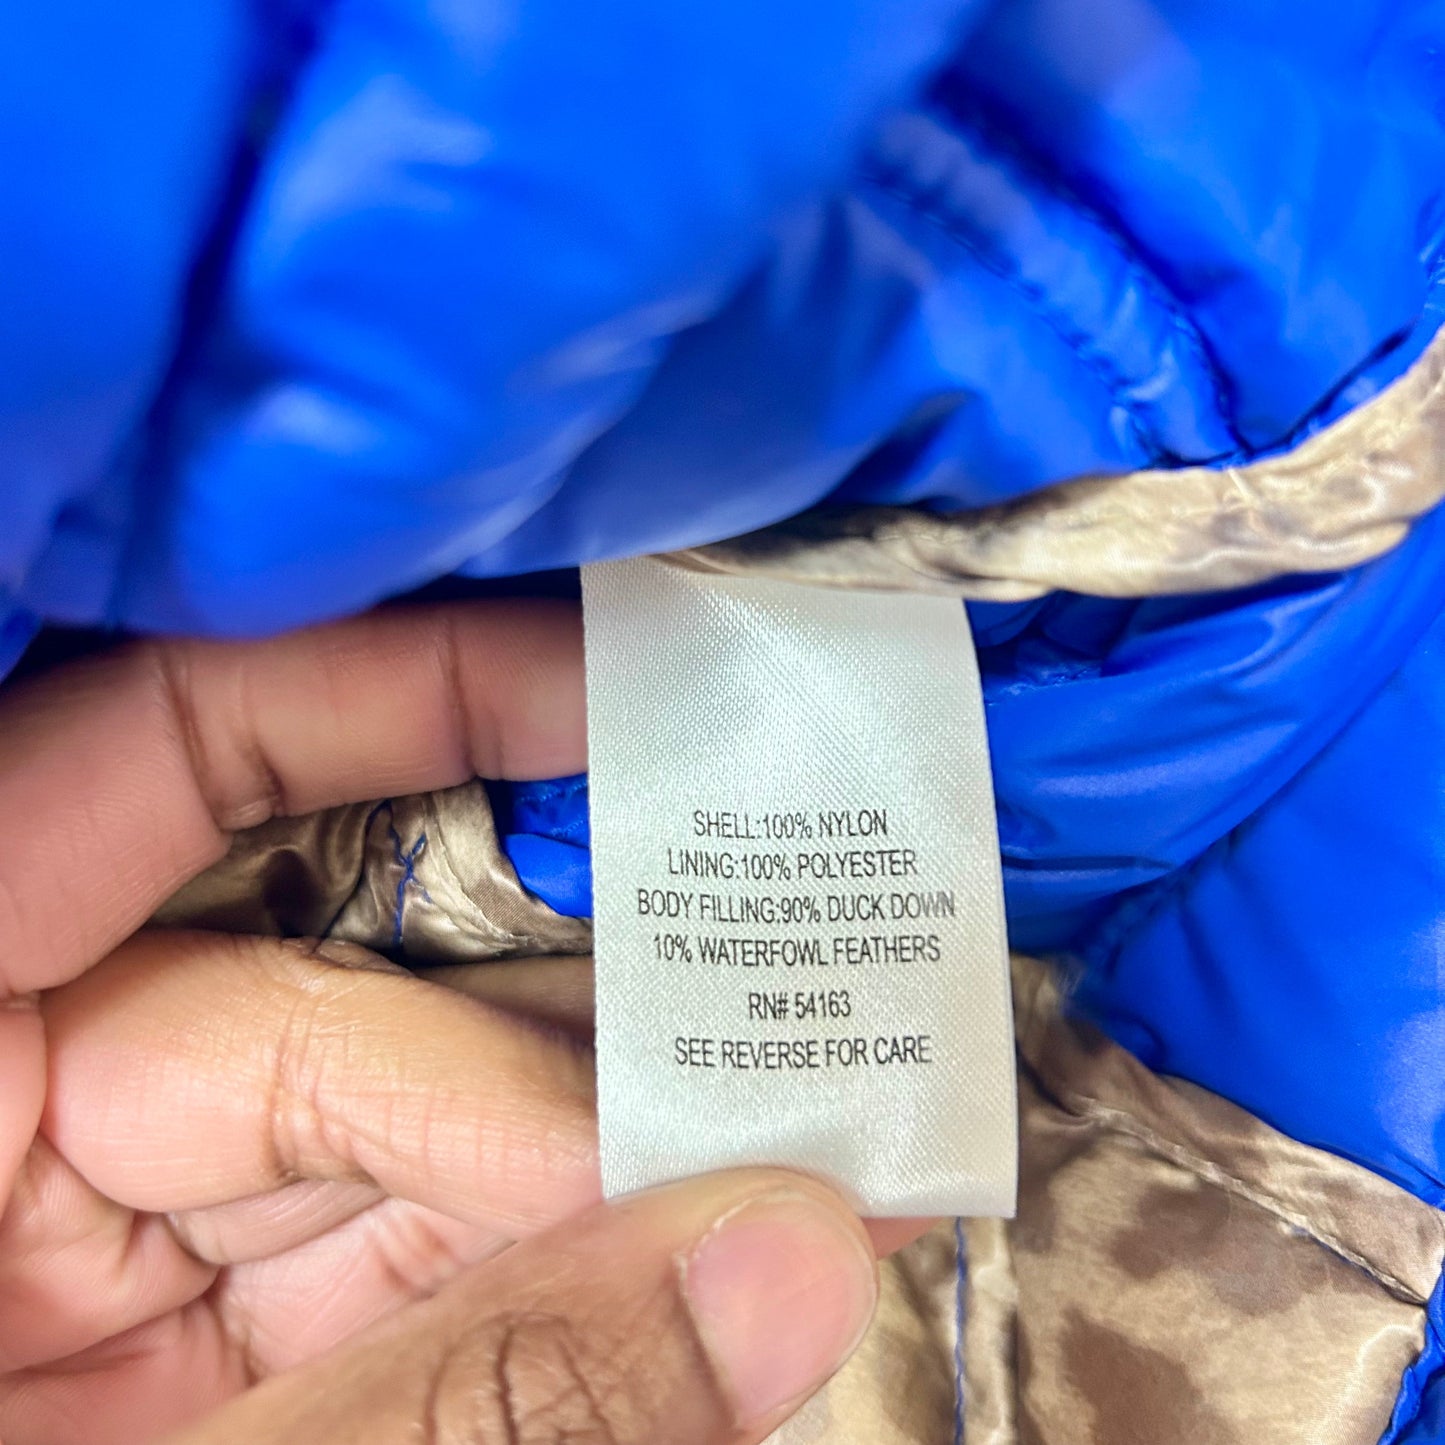 SHELL:100% NYLON
LINING:100% POLYESTER
BODY FILLING:90% DUCK DOWN
10% WATERFOWL FEATHERS
RN# 54163
SEE REVERSE FOR CARE